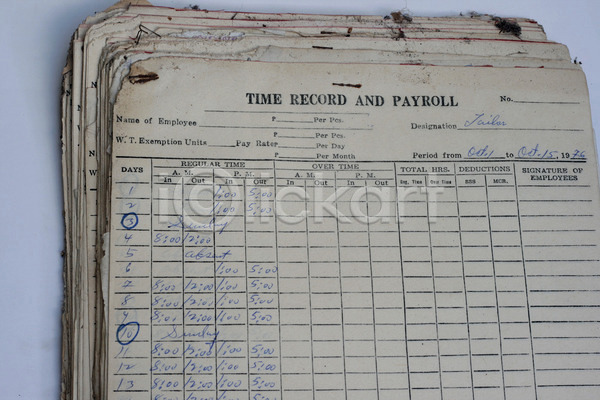 TIME RECORD AND PAYROLL No.
Name of Employee ₱ Per Pcs. Designation Tailor
₱ Per Pcs.
W. T. Exemption Units Pay Rate ₱ Per Day
₱ Per Month Period from Oct. 1 to Oct. 15, 1976
DAYS REGULAR TIME OVER TIME TOTAL HRS. DEDUCTIONS SIGNATURE OF EMPLOYEES
A. M. P. M. A. M. P. M.
In Out In Out In Out In Out Reg. Time Over Time SSS MCR.
1 1:00 5:00
2 1:00 5:00
3 Sunday
4 8:00 12:00
5 absent
6 1:00 5:00
7 8:00 12:00 1:00 5:00
8 8:00 12:00 1:00 5:00
9 8:00 12:00 1:00 5:00
10 Sunday
11 8:00 12:00 1:00 5:00
12 8:00 12:00 1:00 5:00
13 8:00 12:00 1:00 5:00